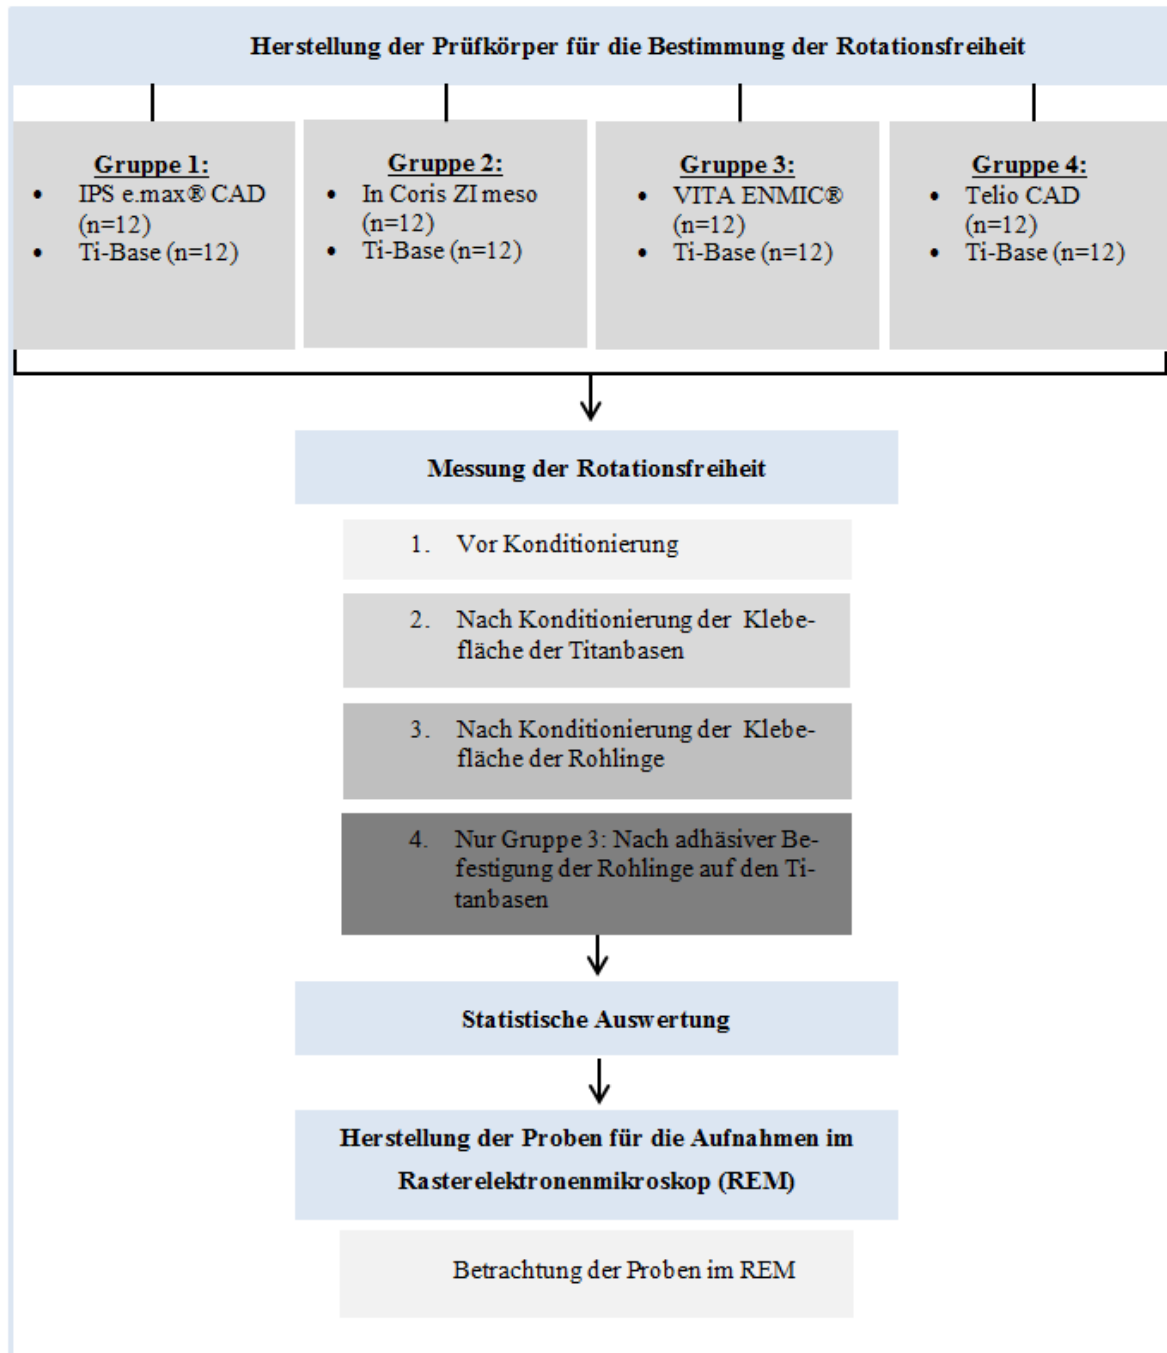 Herstellung der Prüfkörper für die Bestimmung der Rotationsfreiheit
Gruppe 1:
• IPS e.max® CAD
(n=12)
• Ti-Base (n=12)
Gruppe 2:
• In Coris ZI meso
(n=12)
• Ti-Base (n=12)
Gruppe 3:
• VITA ENMIC®
(n=12)
• Ti-Base (n=12)
Gruppe 4:
• Telio CAD
(n=12)
• Ti-Base (n=12)
Messung der Rotationsfreiheit
1. Vor Konditionierung
2. Nach Konditionierung der Klebe-
fläche der Titanbasen
3. Nach Konditionierung der Klebe-
fläche der Rohlinge
4. Nur Gruppe 3: Nach adhäsiver Be-
festigung der Rohlinge auf den Ti-
tanbasen
Statistische Auswertung
Herstellung der Proben für die Aufnahmen im
Rasterelektronenmikroskop (REM)
Betrachtung der Proben im REM